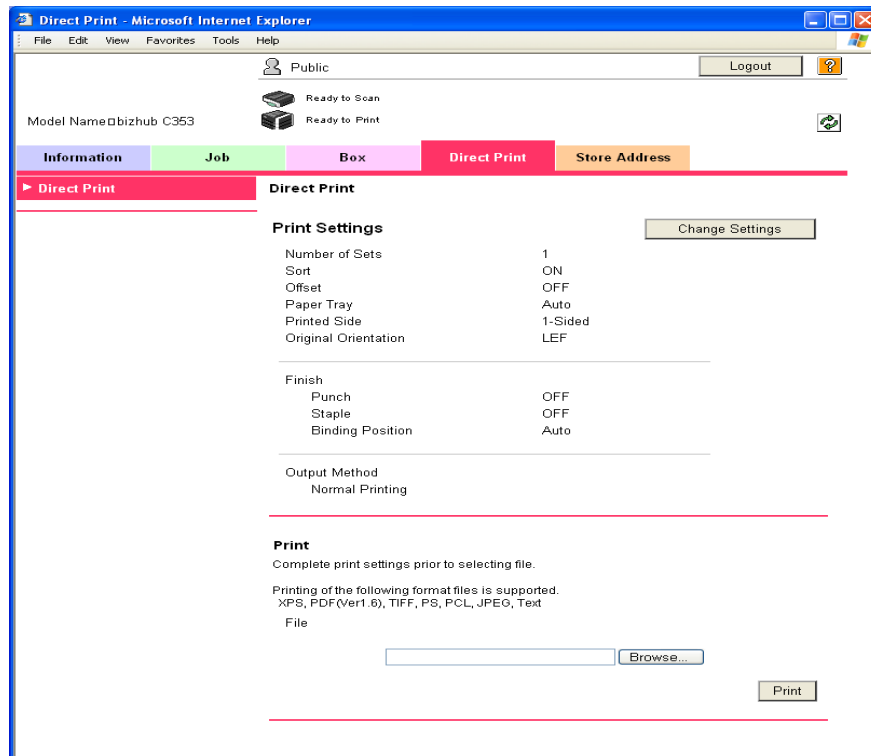 Direct Print - Microsoft Internet Explorer
File Edit View Favorites Tools Help
Public
Logout
?
Ready to Scan
Model Name□bizhub C353
Ready to Print
Information Job Box Direct Print Store Address
Direct Print
Direct Print
Print Settings
Change Settings
Number of Sets 1
Sort ON
Offset OFF
Paper Tray Auto
Printed Side 1-Sided
Original Orientation LEF
Finish
Punch OFF
Staple OFF
Binding Position Auto
Output Method
Normal Printing
Print
Complete print settings prior to selecting file.
Printing of the following format files is supported.
XPS, PDF(Ver1.6), TIFF, PS, PCL, JPEG, Text
File
Browse...
Print